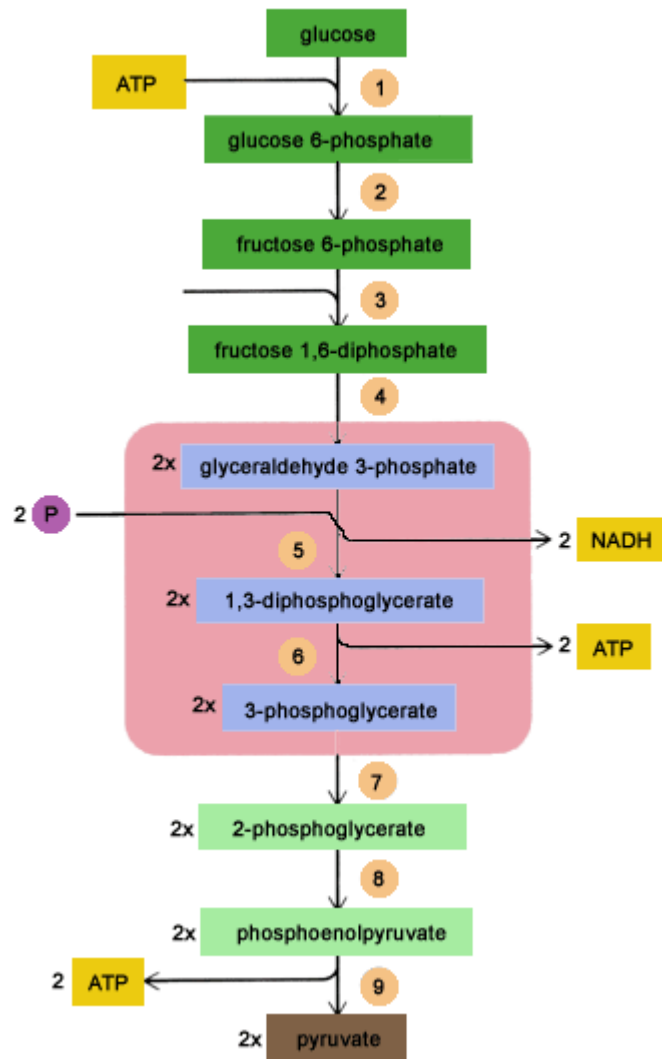 glucose
ATP
1
glucose 6-phosphate
2
fructose 6-phosphate
3
fructose 1,6-diphosphate
4
2x glyceraldehyde 3-phosphate
2 P
2 NADH
5
2x 1,3-diphosphoglycerate
6
2 ATP
2x 3-phosphoglycerate
7
2x 2-phosphoglycerate
8
2x phosphoenolpyruvate
2 ATP
9
2x pyruvate